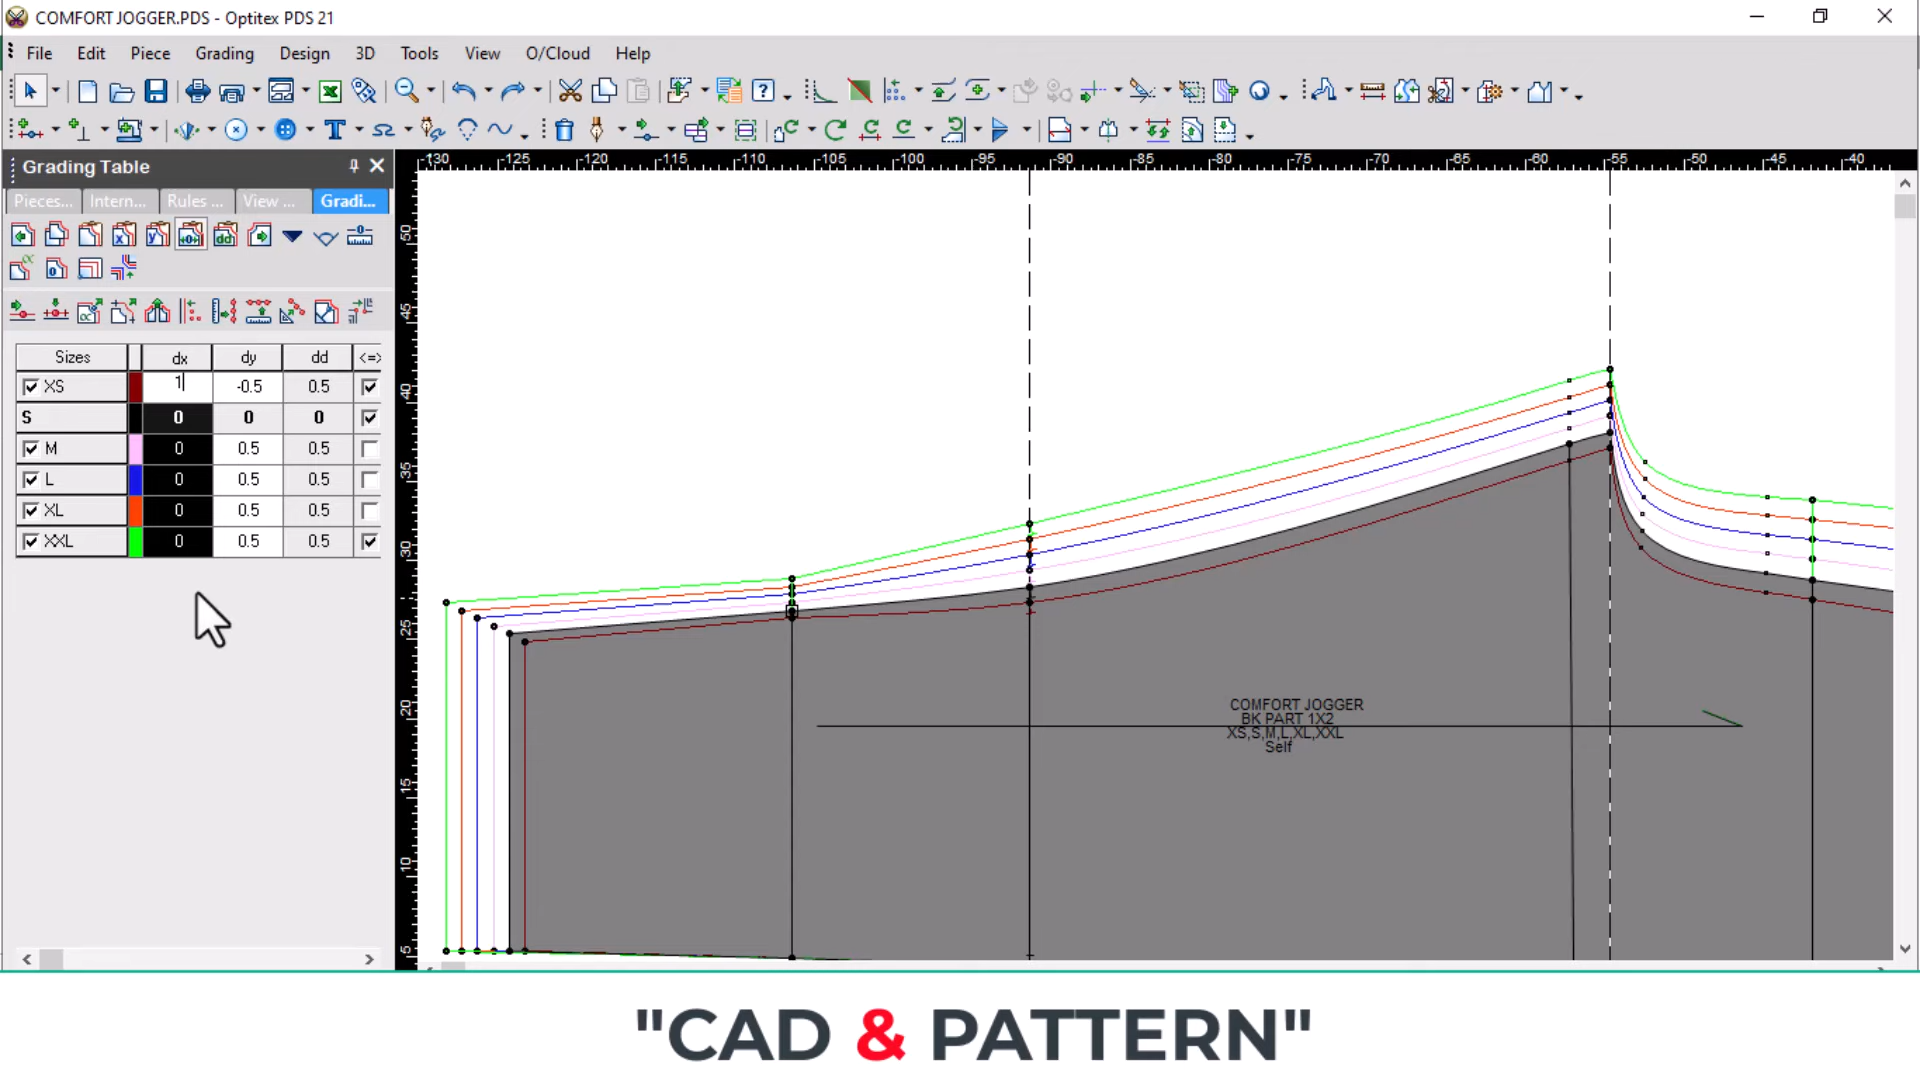 COMFORT JOGGER.PDS - Optitex PDS 21
File Edit Piece Grading Design 3D Tools View O/Cloud Help
Grading Table
Pieces... Intern... Rules ... View ... Gradi...
Sizes dx dy dd <=>
XS 1 -0.5 0.5
S 0 0 0
M 0 0.5 0.5
L 0 0.5 0.5
XL 0 0.5 0.5
XXL 0 0.5 0.5
-130 -125 -120 -115 -110 -105 -100 -95 -90 -85 -80 -75 -70 -65 -60 -55 -50 -45 -40
50
45
40
35
30
25
20
15
10
5
COMFORT JOGGER
BK PART 1X2
XS,S,M,L,XL,XXL
Self
"CAD & PATTERN"